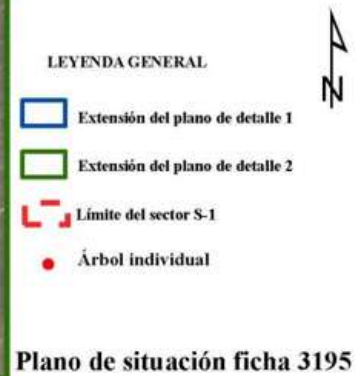 N
LEYENDA GENERAL
Extensión del plano de detalle 1
Extensión del plano de detalle 2
Límite del sector S-1
Árbol individual
Plano de situación ficha 3195